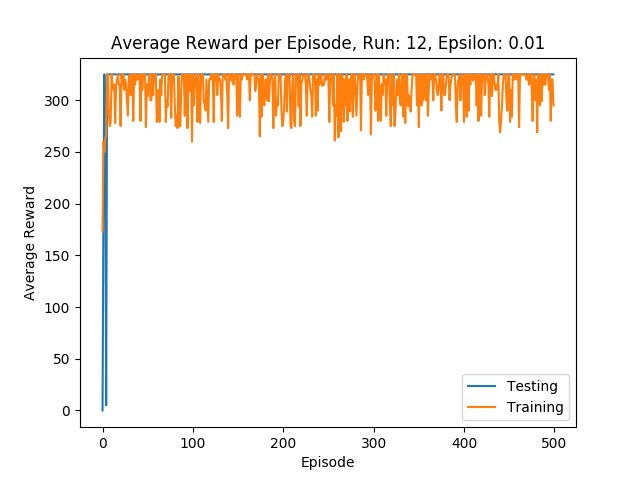 Average Reward per Episode, Run: 12, Epsilon: 0.01
300
250
200
150
100
50
0
Average Reward
0 100 200 300 400 500
Episode
Testing
Training